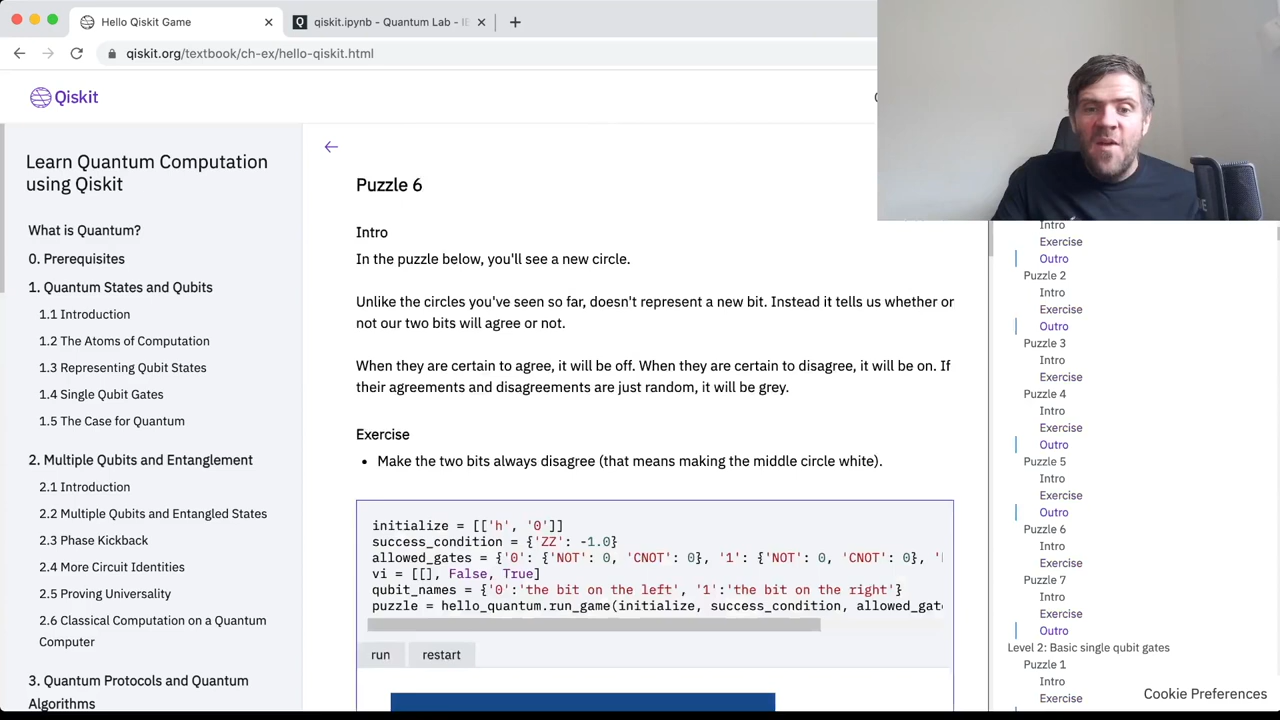 Hello Qiskit Game
qiskit.ipynb - Quantum Lab - IE
qiskit.org/textbook/ch-ex/hello-qiskit.html
Qiskit
Learn Quantum Computation
using Qiskit
What is Quantum?
0. Prerequisites
1. Quantum States and Qubits
1.1 Introduction
1.2 The Atoms of Computation
1.3 Representing Qubit States
1.4 Single Qubit Gates
1.5 The Case for Quantum
2. Multiple Qubits and Entanglement
2.1 Introduction
2.2 Multiple Qubits and Entangled States
2.3 Phase Kickback
2.4 More Circuit Identities
2.5 Proving Universality
2.6 Classical Computation on a Quantum
Computer
3. Quantum Protocols and Quantum
Algorithms
Puzzle 6
Intro
In the puzzle below, you'll see a new circle.
Unlike the circles you've seen so far, doesn't represent a new bit. Instead it tells us whether or
not our two bits will agree or not.
When they are certain to agree, it will be off. When they are certain to disagree, it will be on. If
their agreements and disagreements are just random, it will be grey.
Exercise
• Make the two bits always disagree (that means making the middle circle white).
initialize = [['h', '0']]
success_condition = {'ZZ': -1.0}
allowed_gates = {'0': {'NOT': 0, 'CNOT': 0}, '1': {'NOT': 0, 'CNOT': 0}, '
vi = [[], False, True]
qubit_names = {'0':'the bit on the left', '1':'the bit on the right'}
puzzle = hello_quantum.run_game(initialize, success_condition, allowed_gate
run restart
Intro
Exercise
Outro
Puzzle 2
Intro
Exercise
Outro
Puzzle 3
Intro
Exercise
Puzzle 4
Intro
Exercise
Outro
Puzzle 5
Intro
Exercise
Outro
Puzzle 6
Intro
Exercise
Puzzle 7
Intro
Exercise
Outro
Level 2: Basic single qubit gates
Puzzle 1
Intro
Exercise
Cookie Preferences